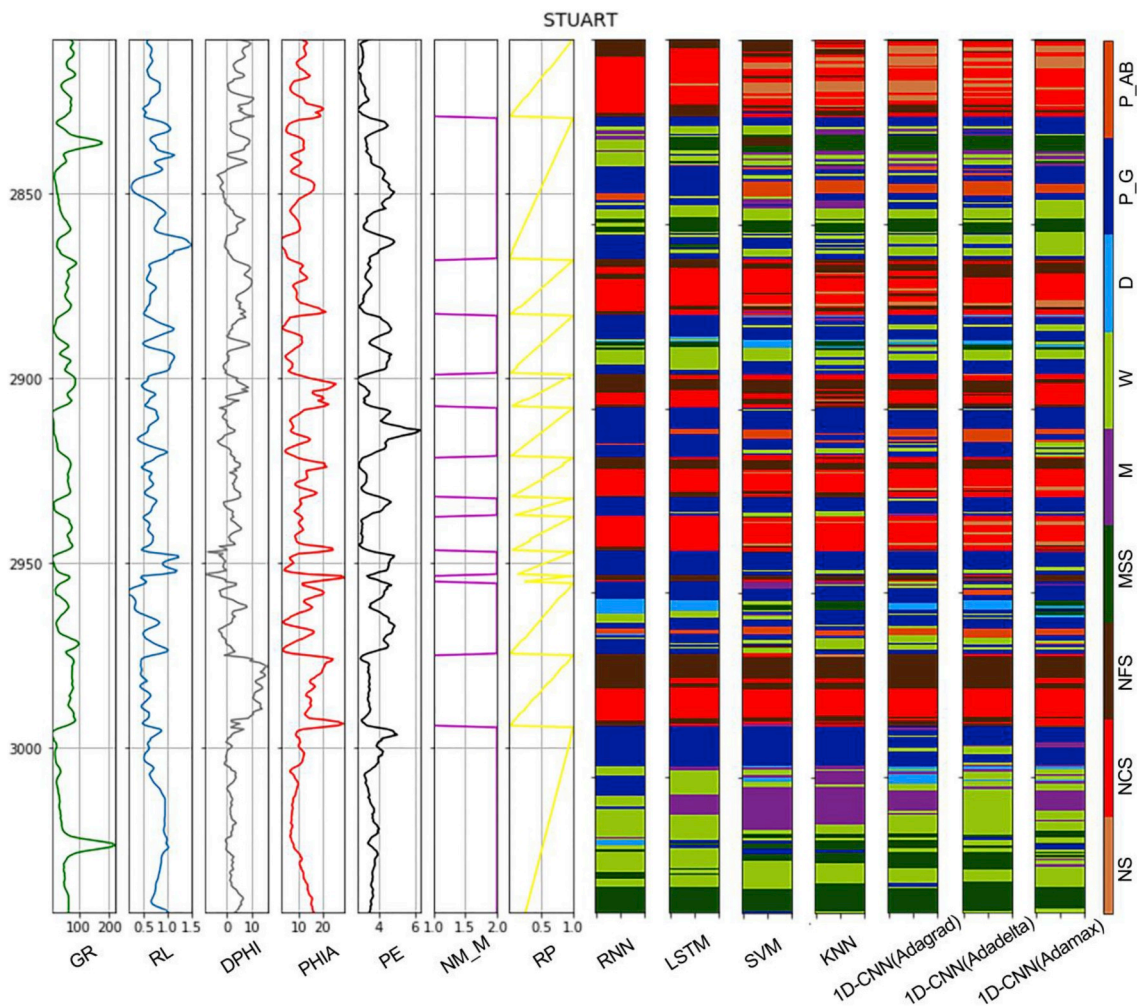 STUART
2850
2900
2950
3000
100 200
0.5 1.0 1.5
0 10
10 20
4 6
1.0 1.5 2.0
0.5 1.0
GR
RL
DPHI
PHIA
PE
NM_M
RP
RNN
LSTM
SVM
KNN
1D-CNN(Adagrad)
1D-CNN(Adadelta)
1D-CNN(Adamax)
P_AB
P_G
D
W
M
MSS
NFS
NCS
NS